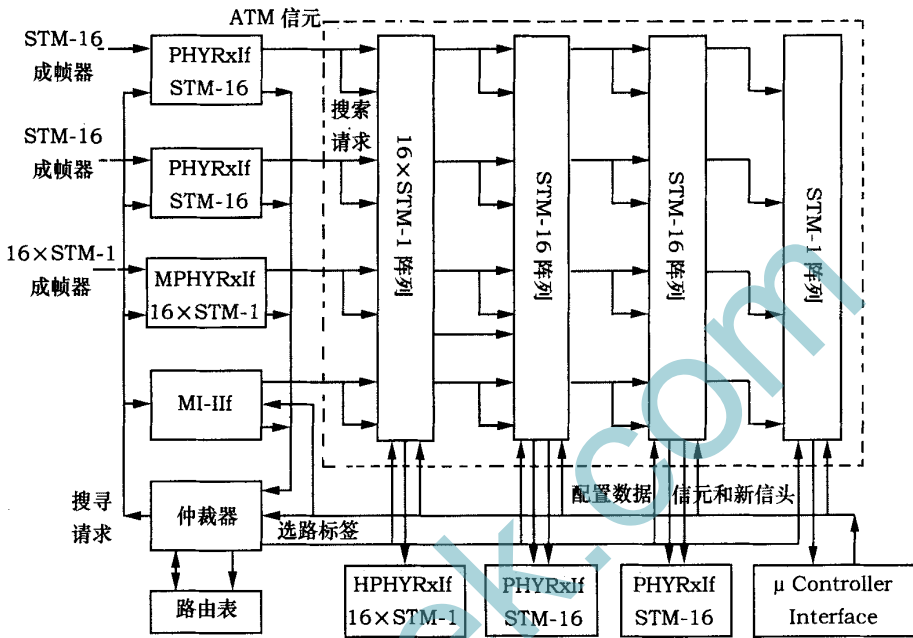 ATM 信元
STM-16
成帧器
PHYRxIf
STM-16
搜索
请求
STM-16
成帧器
PHYRxIf
STM-16
16×STM-1
成帧器
MPHYRxIf
16×STM-1
MI-IIf
16×STM-1 阵列
STM-16 阵列
STM-16 阵列
STM-1 阵列
搜寻
请求
仲裁器
选路标签
配置数据
信元和新信头
路由表
HPHYRxIf
16×STM-1
PHYRxIf
STM-16
PHYRxIf
STM-16
μ Controller
Interface
ek.com